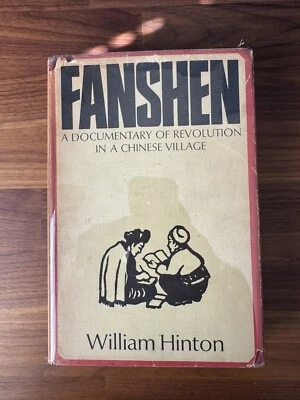 FANSHEN
A DOCUMENTARY OF REVOLUTION
IN A CHINESE VILLAGE
William Hinton